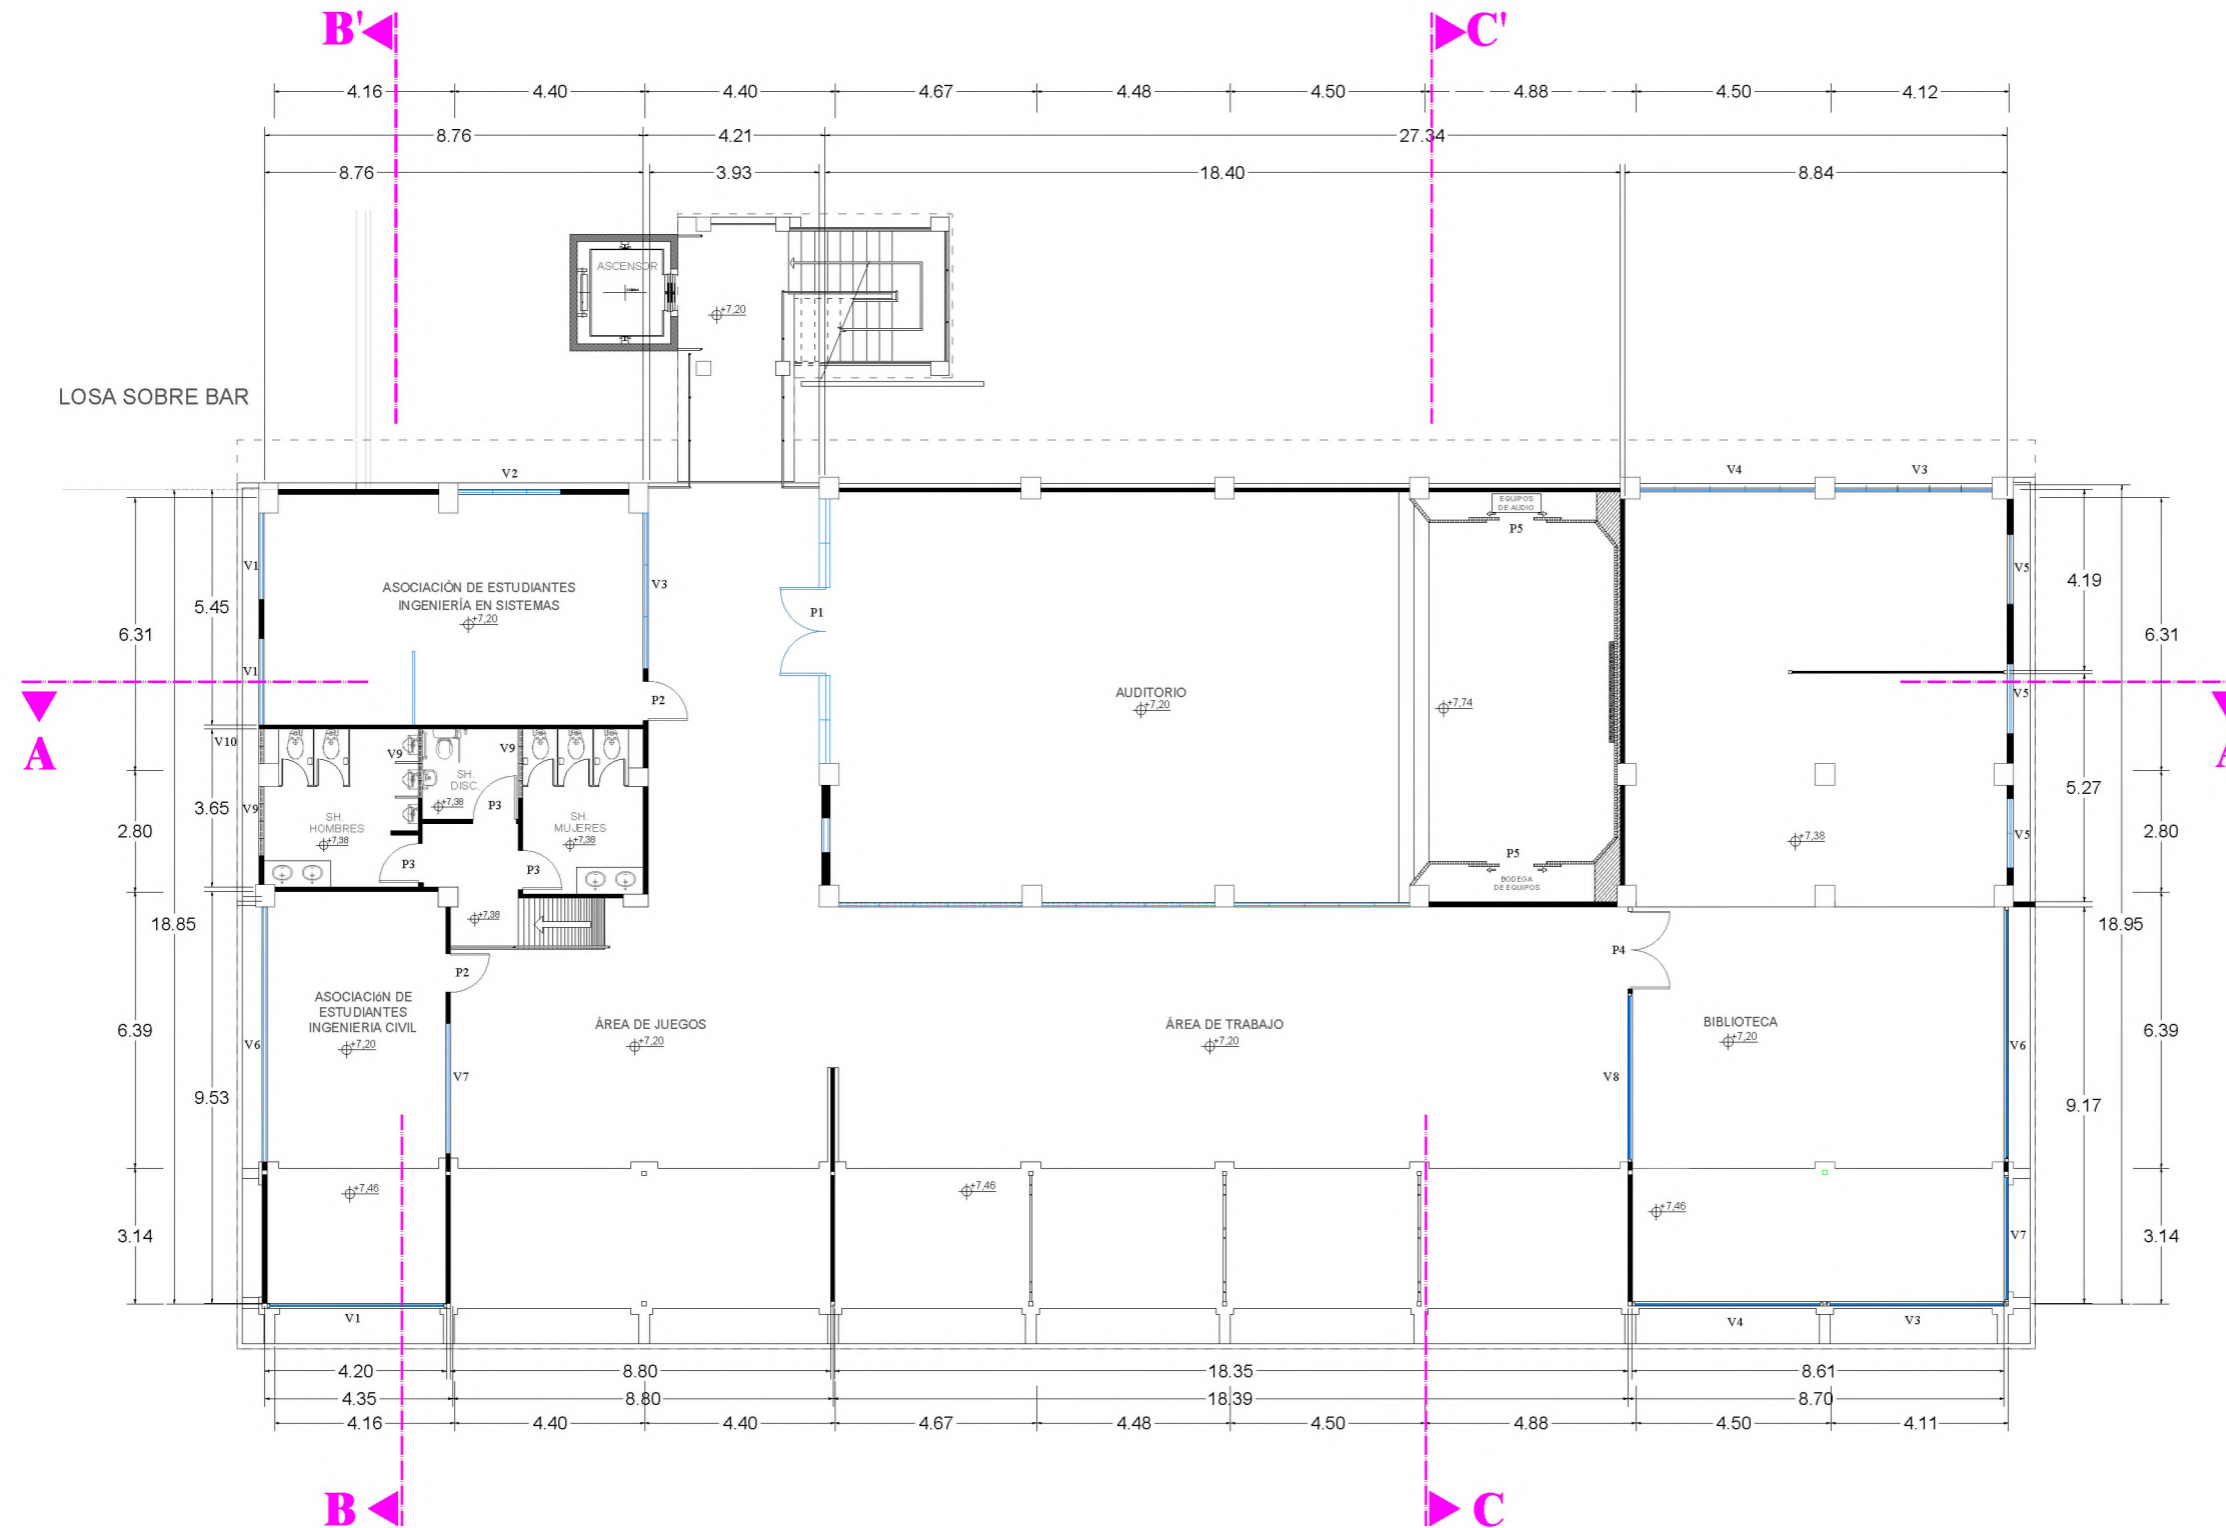 B' C'
4.16 4.40 4.40 4.67 4.48 4.50 4.88 4.50 4.12
8.76 4.21 27.34
8.76 3.93 18.40 8.84
ASCENSOR
+7,20
LOSA SOBRE BAR
V2 V4 V3
EQUIPOS
DE AUDIO
P5
V1 V3 V5
ASOCIACIÓN DE ESTUDIANTES
INGENIERÍA EN SISTEMAS
+7,20
5.45 4.19
P1
6.31 6.31
V1 P2 V5
AUDITORIO
+7,20
+7,74
A
V10 V9 V9
SH.
DISC.
+7,38
P3
3.65 V9 5.27
2.80 2.80
SH.
HOMBRES
+7,38
SH.
MUJERES
+7,38
+7,38
V5
P3 P3
P5
BODEGA
DE EQUIPOS
+7,38
18.85 18.95
P4
P2
ASOCIACIóN DE
ESTUDIANTES
INGENIERIA CIVIL
+7,20
ÁREA DE JUEGOS
+7,20
ÁREA DE TRABAJO
+7,20
BIBLIOTECA
+7,20
6.39 6.39
V6 V6
V7 V8
9.53 9.17
+7,46 +7,46 +7,46
3.14 V7 3.14
V1 V4 V3
4.20 8.80 18.35 8.61
4.35 8.80 18.39 8.70
4.16 4.40 4.40 4.67 4.48 4.50 4.88 4.50 4.11
B C